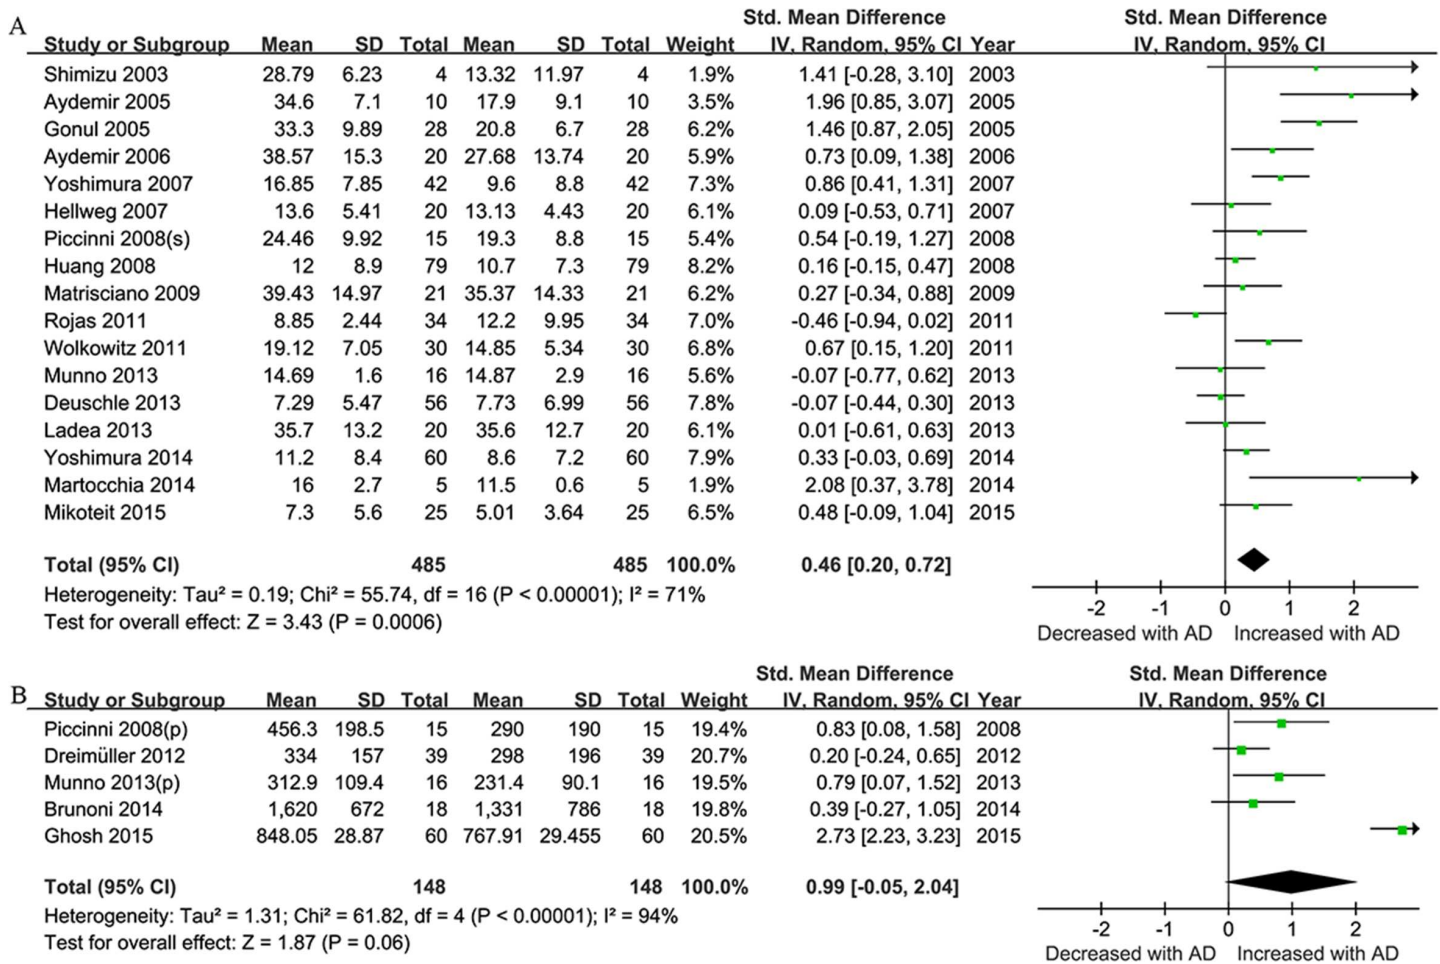 A
Std. Mean Difference Std. Mean Difference
Study or Subgroup Mean SD Total Mean SD Total Weight IV, Random, 95% CI Year IV, Random, 95% CI
Shimizu 2003 28.79 6.23 4 13.32 11.97 4 1.9% 1.41 [-0.28, 3.10] 2003
Aydemir 2005 34.6 7.1 10 17.9 9.1 10 3.5% 1.96 [0.85, 3.07] 2005
Gonul 2005 33.3 9.89 28 20.8 6.7 28 6.2% 1.46 [0.87, 2.05] 2005
Aydemir 2006 38.57 15.3 20 27.68 13.74 20 5.9% 0.73 [0.09, 1.38] 2006
Yoshimura 2007 16.85 7.85 42 9.6 8.8 42 7.3% 0.86 [0.41, 1.31] 2007
Hellweg 2007 13.6 5.41 20 13.13 4.43 20 6.1% 0.09 [-0.53, 0.71] 2007
Piccinni 2008(s) 24.46 9.92 15 19.3 8.8 15 5.4% 0.54 [-0.19, 1.27] 2008
Huang 2008 12 8.9 79 10.7 7.3 79 8.2% 0.16 [-0.15, 0.47] 2008
Matrisciano 2009 39.43 14.97 21 35.37 14.33 21 6.2% 0.27 [-0.34, 0.88] 2009
Rojas 2011 8.85 2.44 34 12.2 9.95 34 7.0% -0.46 [-0.94, 0.02] 2011
Wolkowitz 2011 19.12 7.05 30 14.85 5.34 30 6.8% 0.67 [0.15, 1.20] 2011
Munno 2013 14.69 1.6 16 14.87 2.9 16 5.6% -0.07 [-0.77, 0.62] 2013
Deuschle 2013 7.29 5.47 56 7.73 6.99 56 7.8% -0.07 [-0.44, 0.30] 2013
Ladea 2013 35.7 13.2 20 35.6 12.7 20 6.1% 0.01 [-0.61, 0.63] 2013
Yoshimura 2014 11.2 8.4 60 8.6 7.2 60 7.9% 0.33 [-0.03, 0.69] 2014
Martocchia 2014 16 2.7 5 11.5 0.6 5 1.9% 2.08 [0.37, 3.78] 2014
Mikoteit 2015 7.3 5.6 25 5.01 3.64 25 6.5% 0.48 [-0.09, 1.04] 2015
Total (95% CI) 485 485 100.0% 0.46 [0.20, 0.72]
Heterogeneity: Tau² = 0.19; Chi² = 55.74, df = 16 (P < 0.00001); I² = 71%
Test for overall effect: Z = 3.43 (P = 0.0006)
-2 -1 0 1 2
Decreased with AD Increased with AD
B
Std. Mean Difference Std. Mean Difference
Study or Subgroup Mean SD Total Mean SD Total Weight IV, Random, 95% CI Year IV, Random, 95% CI
Piccinni 2008(p) 456.3 198.5 15 290 190 15 19.4% 0.83 [0.08, 1.58] 2008
Dreimüller 2012 334 157 39 298 196 39 20.7% 0.20 [-0.24, 0.65] 2012
Munno 2013(p) 312.9 109.4 16 231.4 90.1 16 19.5% 0.79 [0.07, 1.52] 2013
Brunoni 2014 1,620 672 18 1,331 786 18 19.8% 0.39 [-0.27, 1.05] 2014
Ghosh 2015 848.05 28.87 60 767.91 29.455 60 20.5% 2.73 [2.23, 3.23] 2015
Total (95% CI) 148 148 100.0% 0.99 [-0.05, 2.04]
Heterogeneity: Tau² = 1.31; Chi² = 61.82, df = 4 (P < 0.00001); I² = 94%
Test for overall effect: Z = 1.87 (P = 0.06)
-2 -1 0 1 2
Decreased with AD Increased with AD